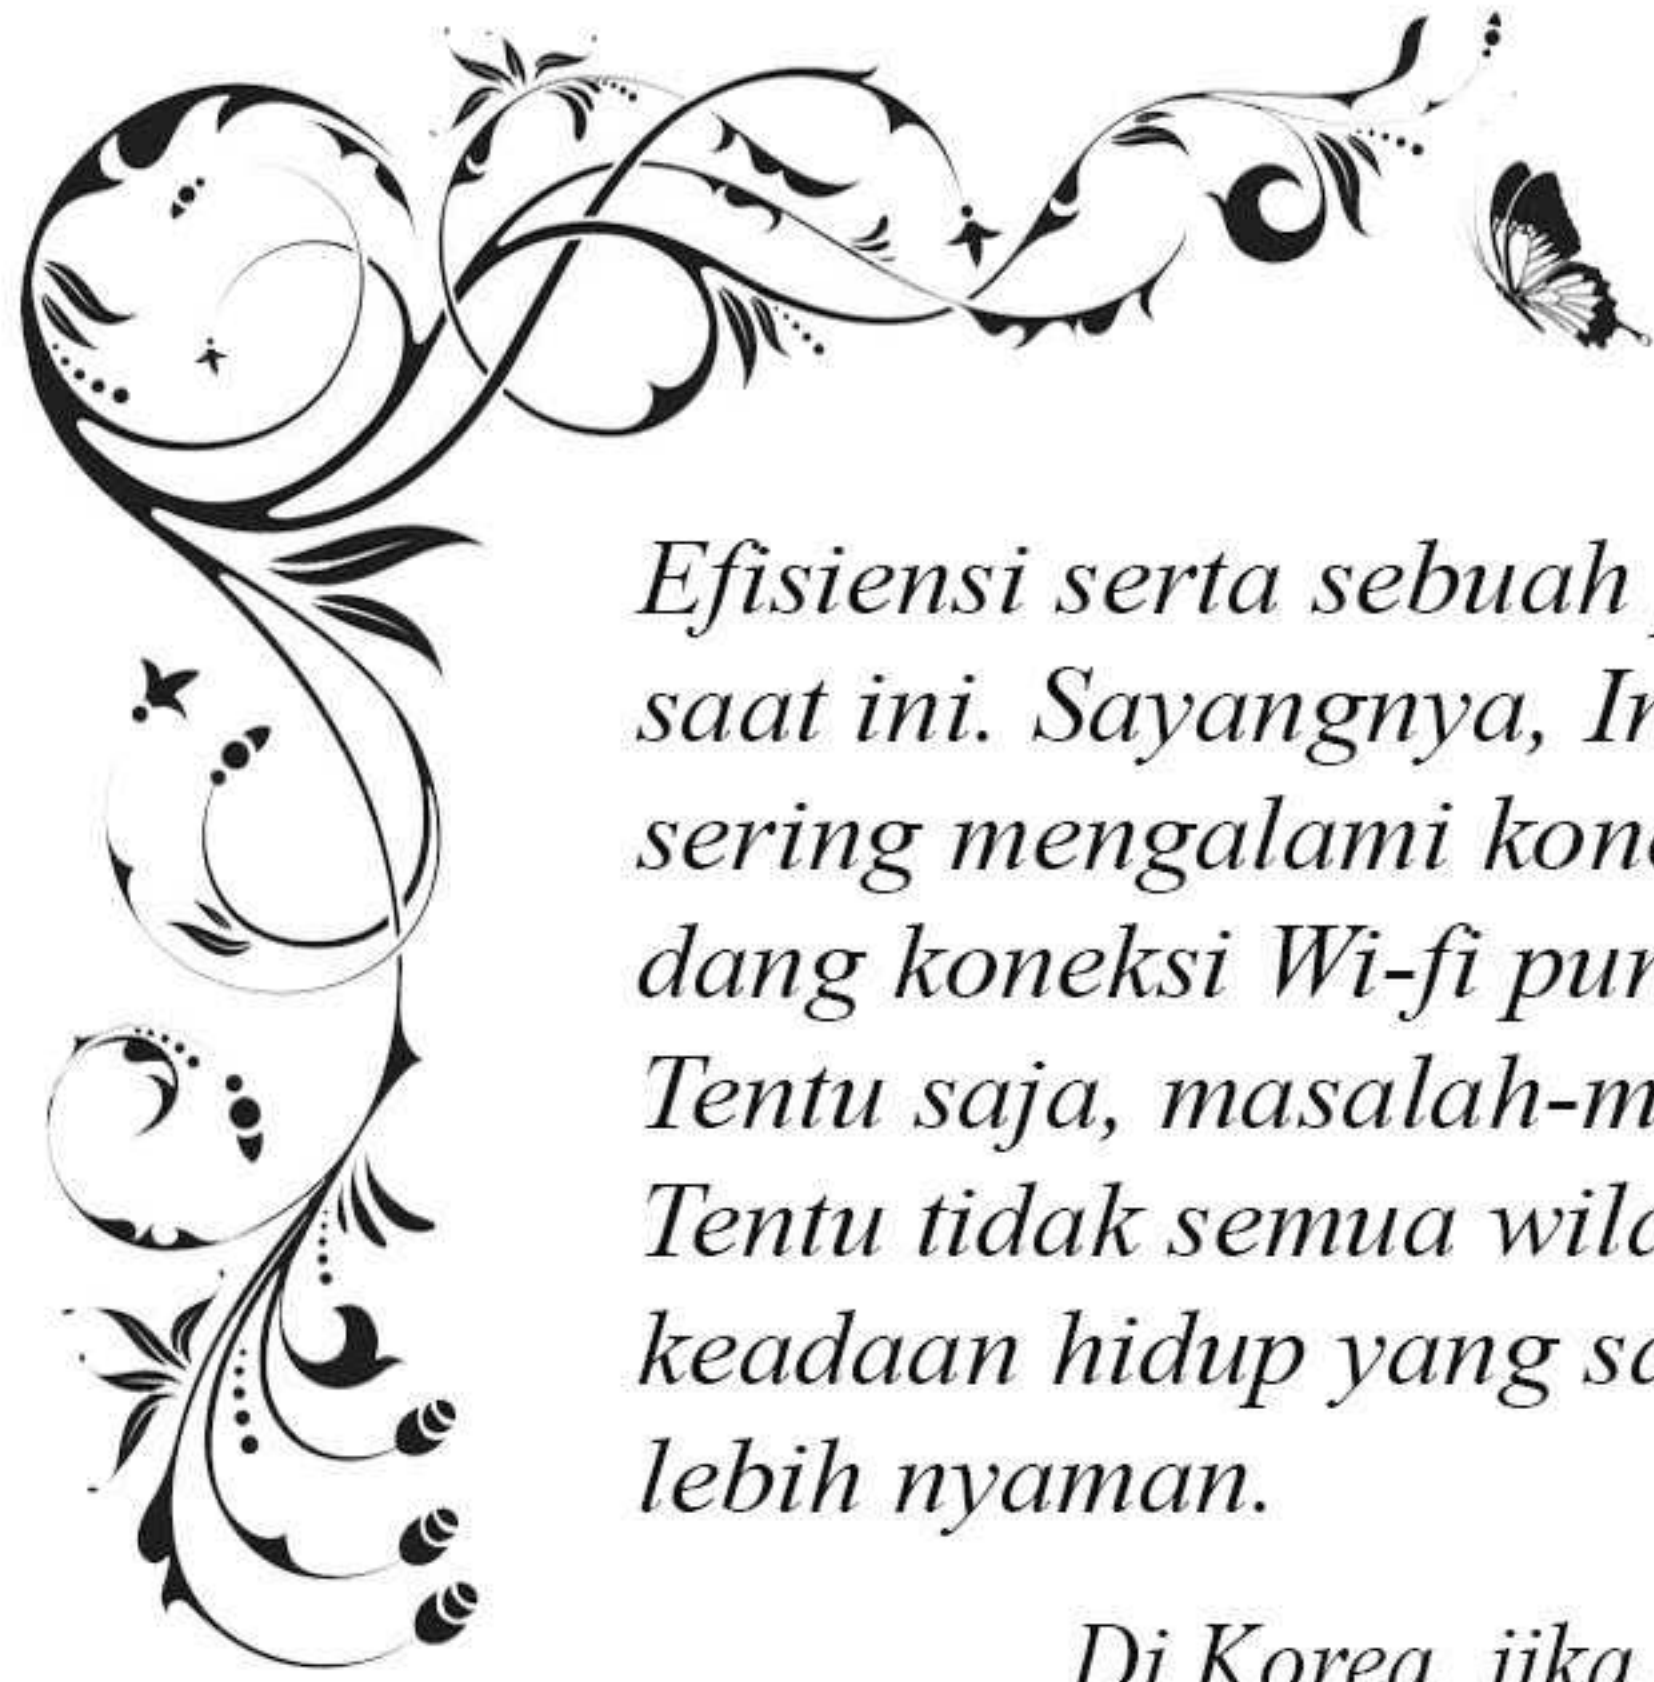 Efisiensi serta sebuah
saat ini. Sayangnya,
sering mengalami
dang koneksi Wi-fi
Tentu saja,
Tentu tidak semua
keadaan hidup yang
lebih nyaman.
Di Korea, jika